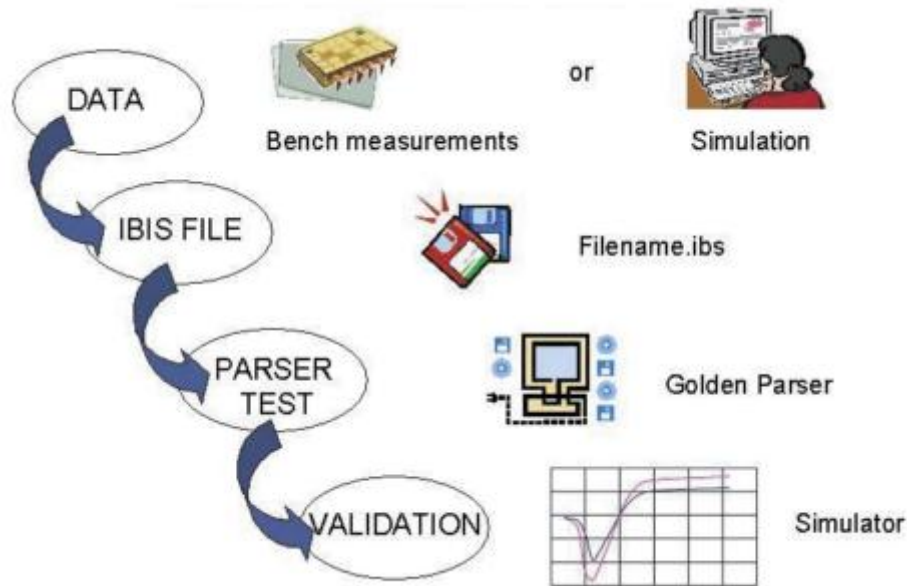 DATA
or
Bench measurements
Simulation
IBIS FILE
Filename.ibs
PARSER
TEST
Golden Parser
VALIDATION
Simulator